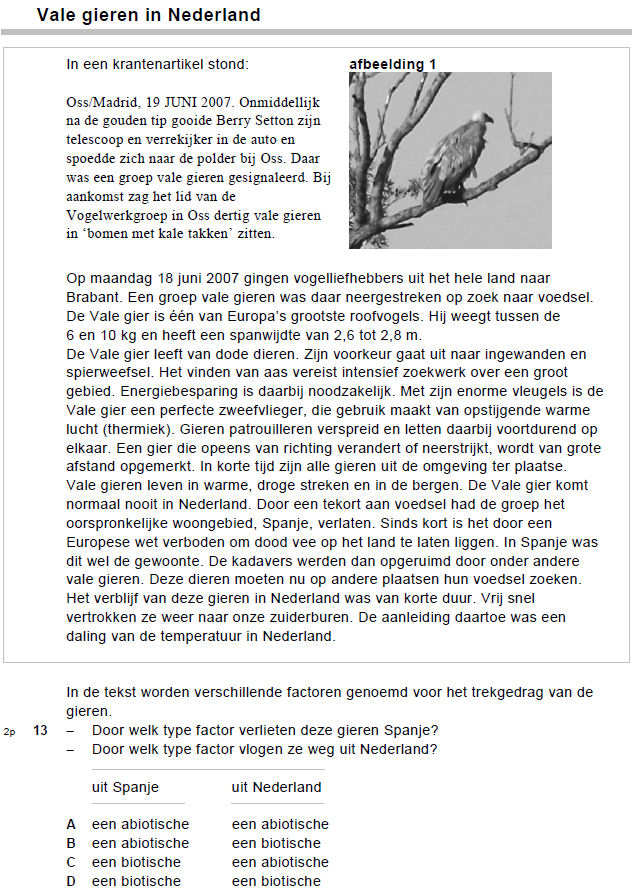 Vale gieren in Nederland
In een krantenartikel stond:
afbeelding 1
Oss/Madrid, 19 JUNI 2007. Onmiddellijk
na de gouden tip gooide Berry Setton zijn
telescoop en verrekijker in de auto en
spoedde zich naar de polder bij Oss. Daar
was een groep vale gieren gesignaleerd. Bij
aankomst zag het lid van de
Vogelwerkgroep in Oss dertig vale gieren
in ‘bomen met kale takken’ zitten.
Op maandag 18 juni 2007 gingen vogelliefhebbers uit het hele land naar
Brabant. Een groep vale gieren was daar neergestreken op zoek naar voedsel.
De Vale gier is één van Europa’s grootste roofvogels. Hij weegt tussen de
6 en 10 kg en heeft een spanwijdte van 2,6 tot 2,8 m.
De Vale gier leeft van dode dieren. Zijn voorkeur gaat uit naar ingewanden en
spierweefsel. Het vinden van aas vereist intensief zoekwerk over een groot
gebied. Energiebesparing is daarbij noodzakelijk. Met zijn enorme vleugels is de
Vale gier een perfecte zweefvlieger, die gebruik maakt van opstijgende warme
lucht (thermiek). Gieren patrouilleren verspreid en letten daarbij voortdurend op
elkaar. Een gier die opeens van richting verandert of neerstrijkt, wordt van grote
afstand opgemerkt. In korte tijd zijn alle gieren uit de omgeving ter plaatse.
Vale gieren leven in warme, droge streken en in de bergen. De Vale gier komt
normaal nooit in Nederland. Door een tekort aan voedsel had de groep het
oorspronkelijke woongebied, Spanje, verlaten. Sinds kort is het door een
Europese wet verboden om dood vee op het land te laten liggen. In Spanje was
dit wel de gewoonte. De kadavers werden dan opgeruimd door onder andere
vale gieren. Deze dieren moeten nu op andere plaatsen hun voedsel zoeken.
Het verblijf van deze gieren in Nederland was van korte duur. Vrij snel
vertrokken ze weer naar onze zuiderburen. De aanleiding daartoe was een
daling van de temperatuur in Nederland.
In de tekst worden verschillende factoren genoemd voor het trekgedrag van de
gieren.
2p 13 – Door welk type factor verlieten deze gieren Spanje?
– Door welk type factor vlogen ze weg uit Nederland?
uit Spanje uit Nederland
A een abiotische een abiotische
B een abiotische een biotische
C een biotische een abiotische
D een biotische een biotische